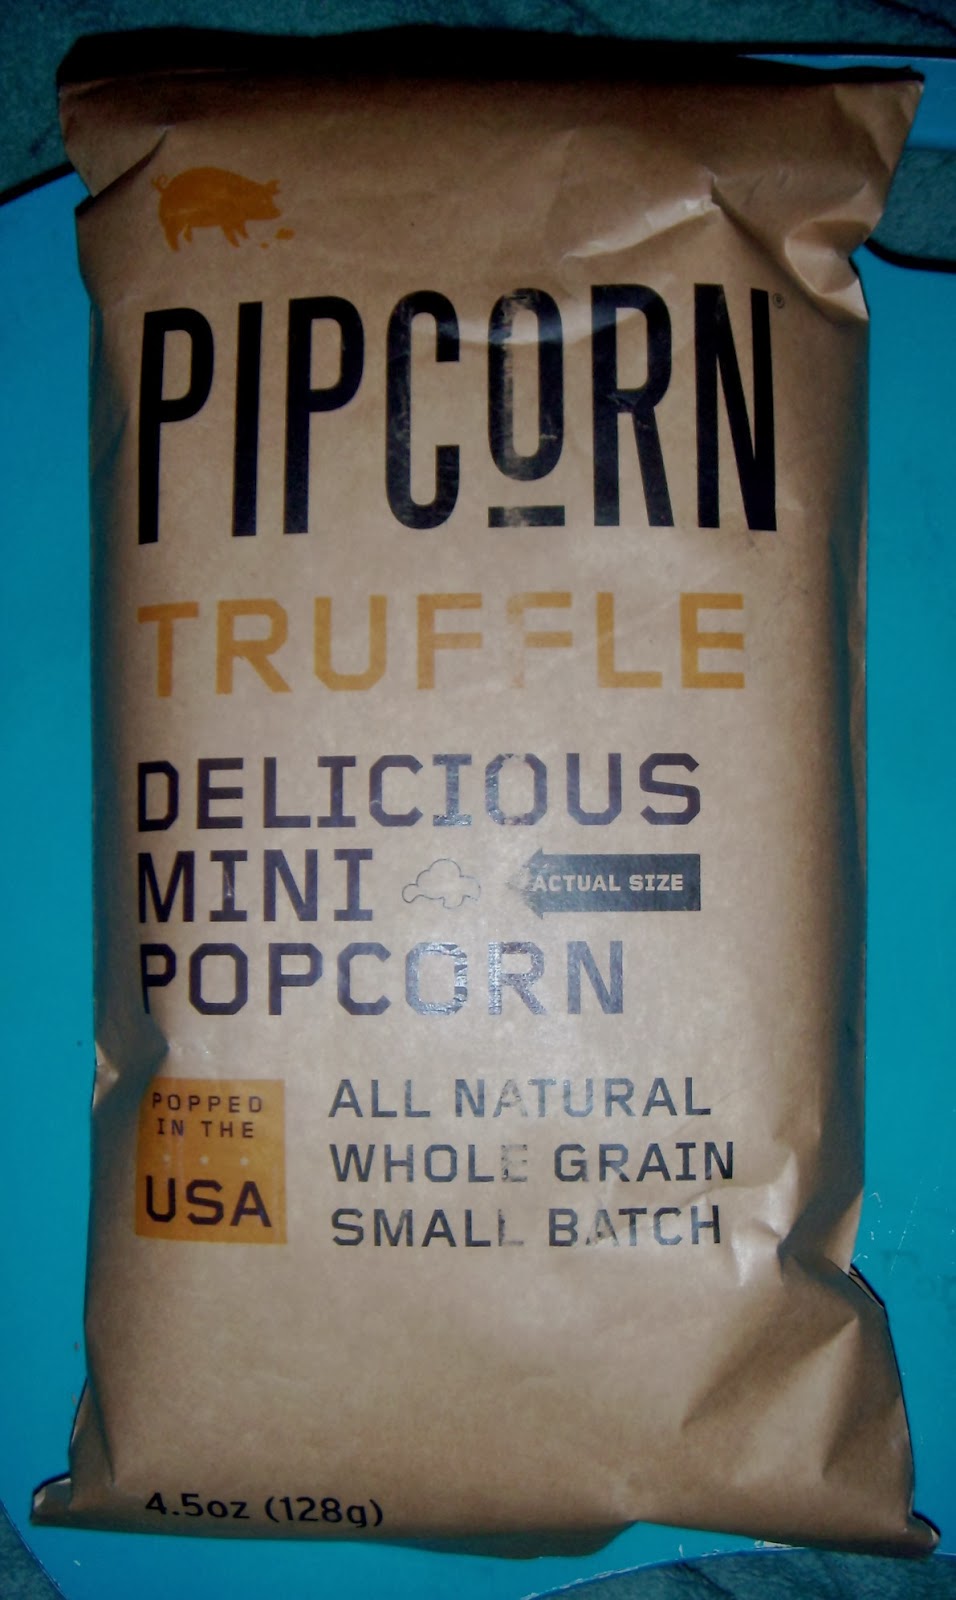 PIPCORN®
TRUFFLE
DELICIOUS
MINI
ACTUAL SIZE
POPCORN
POPPED
IN THE
USA
ALL NATURAL
WHOLE GRAIN
SMALL BATCH
4.5oz (128g)